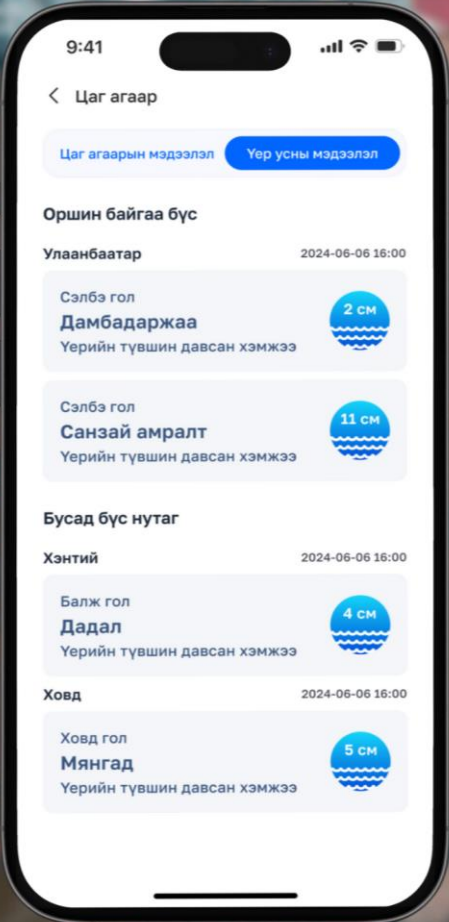 9:41
Цаг агаар
Цаг агаарын мэдээлэл Үер усны мэдээлэл
Оршин байгаа бүс
Улаанбаатар 2024-06-06 16:00
Сэлбэ гол
Дамбадаржаа
Үерийн түвшин давсан хэмжээ
2 см
Сэлбэ гол
Санзай амралт
Үерийн түвшин давсан хэмжээ
11 см
Бусад бүс нутаг
Хэнтий 2024-06-06 16:00
Балж гол
Дадал
Үерийн түвшин давсан хэмжээ
4 см
Ховд 2024-06-06 16:00
Ховд гол
Мянгад
Үерийн түвшин давсан хэмжээ
5 см